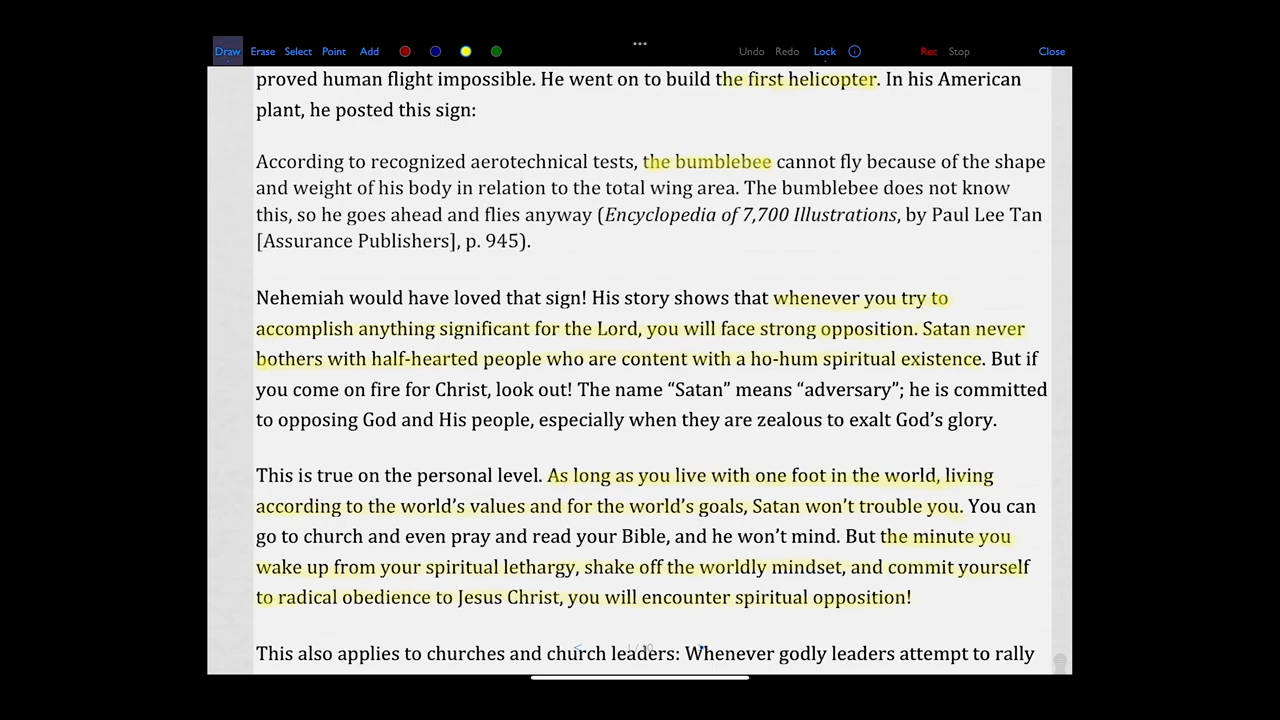 Draw Erase Select Point Add Undo Redo Lock Rec Stop Close
proved human flight impossible. He went on to build the first helicopter. In his American
plant, he posted this sign:
According to recognized aerotechnical tests, the bumblebee cannot fly because of the shape
and weight of his body in relation to the total wing area. The bumblebee does not know
this, so he goes ahead and flies anyway (Encyclopedia of 7,700 Illustrations, by Paul Lee Tan
[Assurance Publishers], p. 945).
Nehemiah would have loved that sign! His story shows that whenever you try to
accomplish anything significant for the Lord, you will face strong opposition. Satan never
bothers with half-hearted people who are content with a ho-hum spiritual existence. But if
you come on fire for Christ, look out! The name “Satan” means “adversary”; he is committed
to opposing God and His people, especially when they are zealous to exalt God’s glory.
This is true on the personal level. As long as you live with one foot in the world, living
according to the world’s values and for the world’s goals, Satan won’t trouble you. You can
go to church and even pray and read your Bible, and he won’t mind. But the minute you
wake up from your spiritual lethargy, shake off the worldly mindset, and commit yourself
to radical obedience to Jesus Christ, you will encounter spiritual opposition!
This also applies to churches and church leaders: Whenever godly leaders attempt to rally